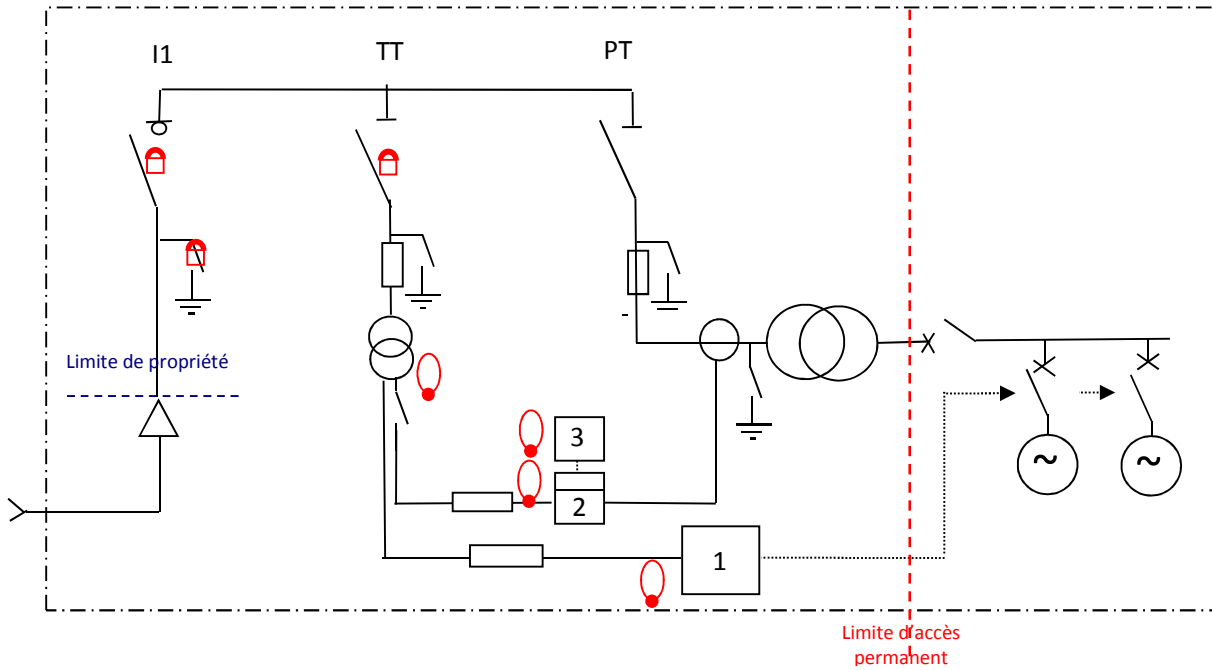 I1
TT
PT
Limite de propriété
3
2
1
~
~
Limite d'accès
permanent